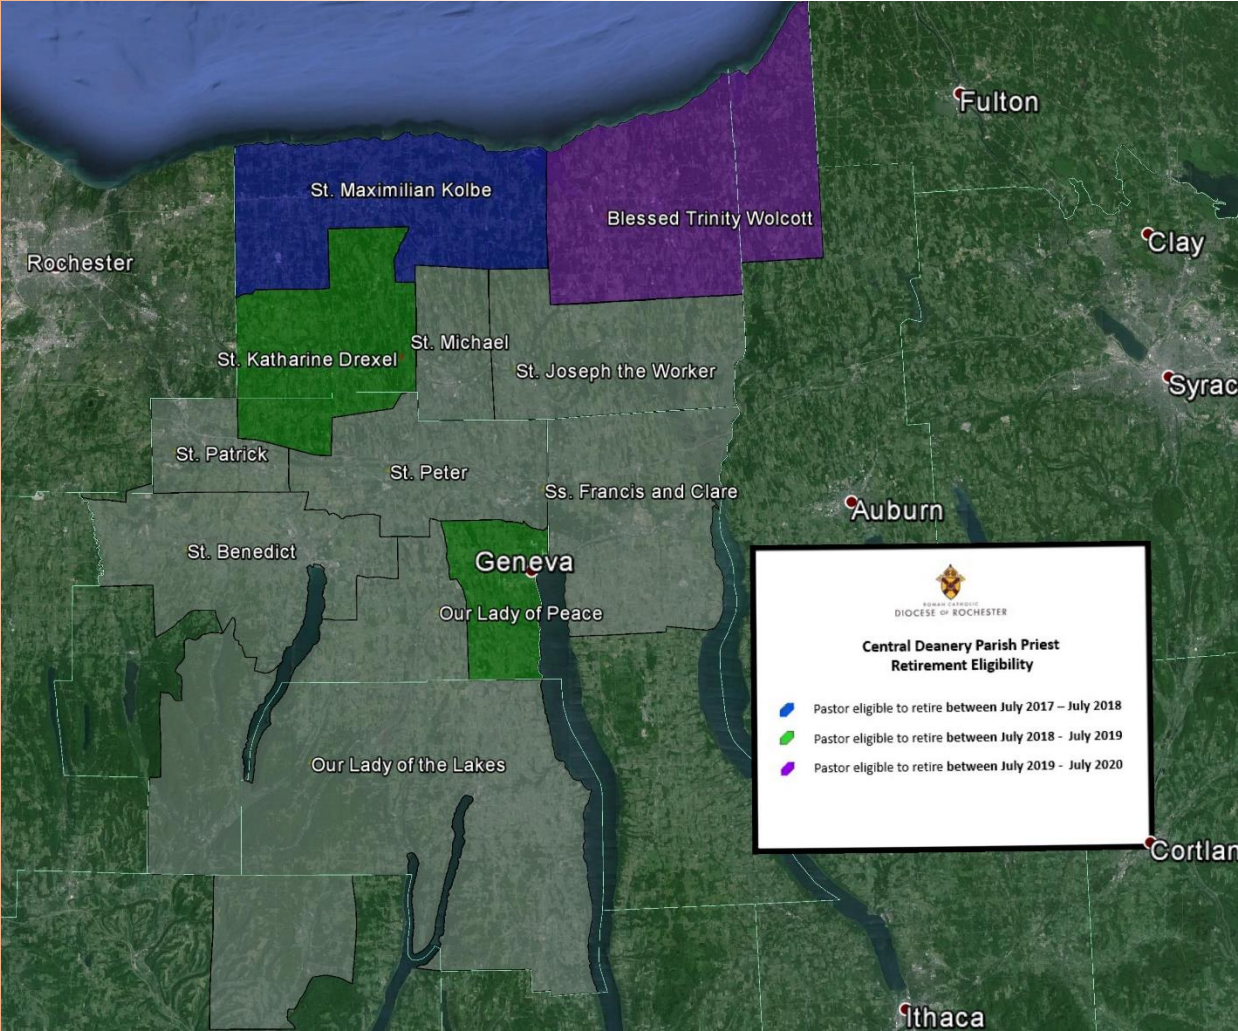 Fulton
St. Maximilian Kolbe
Blessed Trinity Wolcott
Clay
Rochester
St. Michael
St. Katharine Drexel
St. Joseph the Worker
Syrac
St. Patrick
St. Peter
Ss. Francis and Clare
Auburn
St. Benedict
Geneva
Our Lady of Peace
ROMAN CATHOLIC
DIOCESE of ROCHESTER
Central Deanery Parish Priest
Retirement Eligibility
Pastor eligible to retire between July 2017 – July 2018
Pastor eligible to retire between July 2018 - July 2019
Pastor eligible to retire between July 2019 - July 2020
Our Lady of the Lakes
Cortlan
Ithaca